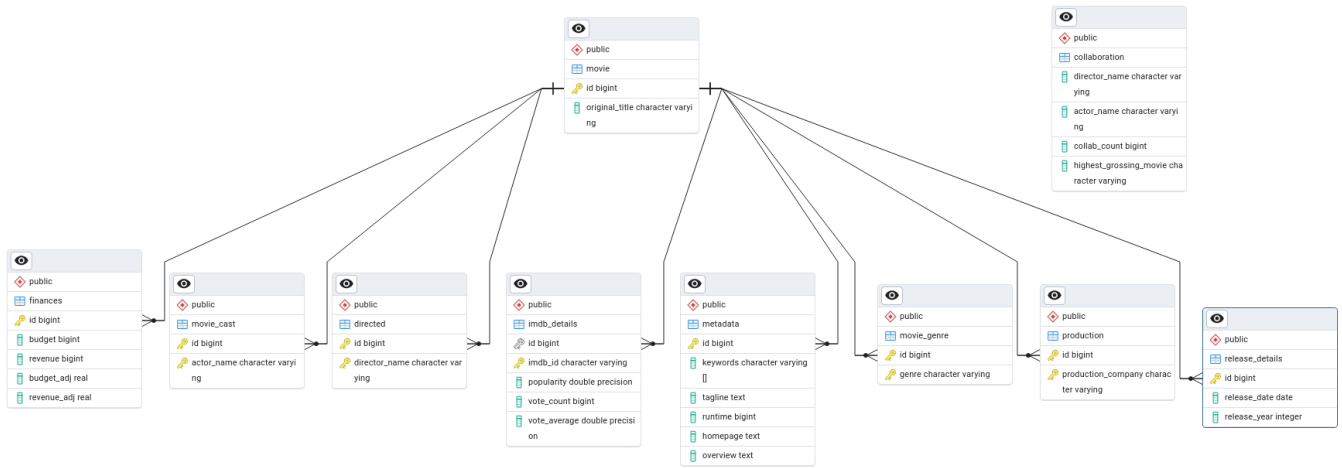 public
movie
id bigint
original_title character varyi
ng
public
collaboration
director_name character var
ying
actor_name character varyi
ng
collab_count bigint
highest_grossing_movie cha
racter varying
public
finances
id bigint
budget bigint
revenue bigint
budget_adj real
revenue_adj real
public
movie_cast
id bigint
actor_name character varyi
ng
public
directed
id bigint
director_name character var
ying
public
imdb_details
id bigint
imdb_id character varying
popularity double precision
vote_count bigint
vote_average double precisi
on
public
metadata
id bigint
keywords character varying
[]
tagline text
runtime bigint
homepage text
overview text
public
movie_genre
id bigint
genre character varying
public
production
id bigint
production_company charac
ter varying
public
release_details
id bigint
release_date date
release_year integer